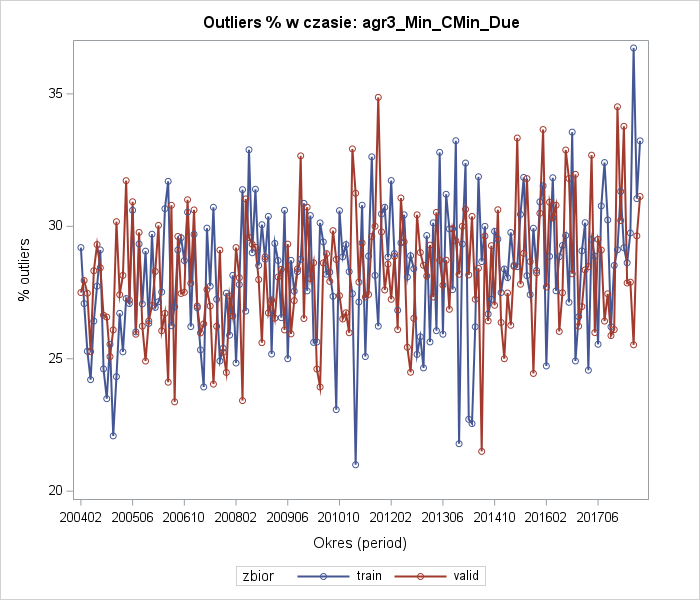 Outliers % w czasie: agr3_Min_CMin_Due
% outliers
35
30
25
20
200402 200506 200610 200802 200906 201010 201202 201306 201410 201602 201706
Okres (period)
zbior train valid